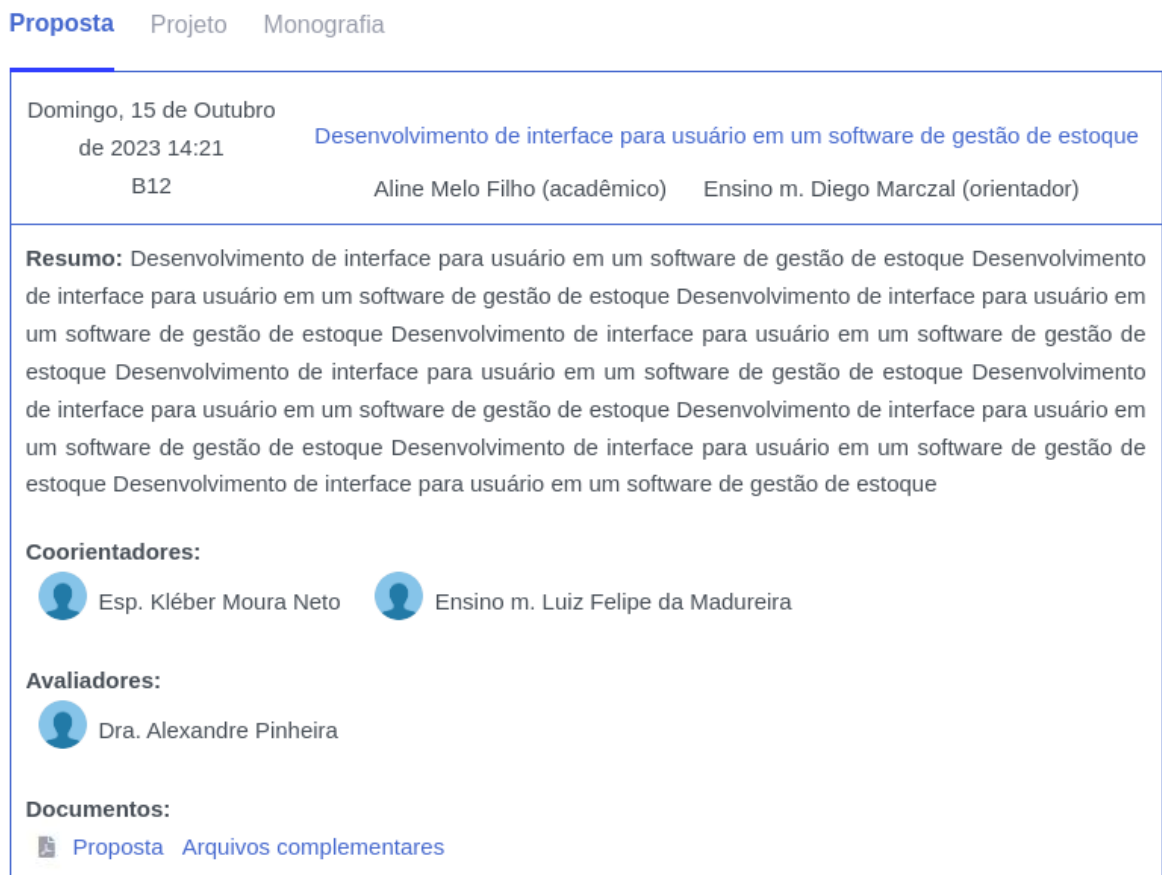 Proposta Projeto Monografia
Domingo, 15 de Outubro
de 2023 14:21
B12
Desenvolvimento de interface para usuário em um software de gestão de estoque
Aline Melo Filho (acadêmico) Ensino m. Diego Marczal (orientador)
Resumo: Desenvolvimento de interface para usuário em um software de gestão de estoque Desenvolvimento
de interface para usuário em um software de gestão de estoque Desenvolvimento de interface para usuário em
um software de gestão de estoque Desenvolvimento de interface para usuário em um software de gestão de
estoque Desenvolvimento de interface para usuário em um software de gestão de estoque Desenvolvimento
de interface para usuário em um software de gestão de estoque Desenvolvimento de interface para usuário em
um software de gestão de estoque Desenvolvimento de interface para usuário em um software de gestão de
estoque Desenvolvimento de interface para usuário em um software de gestão de estoque
Coorientadores:
Esp. Kléber Moura Neto Ensino m. Luiz Felipe da Madureira
Avaliadores:
Dra. Alexandre Pinheira
Documentos:
Proposta Arquivos complementares